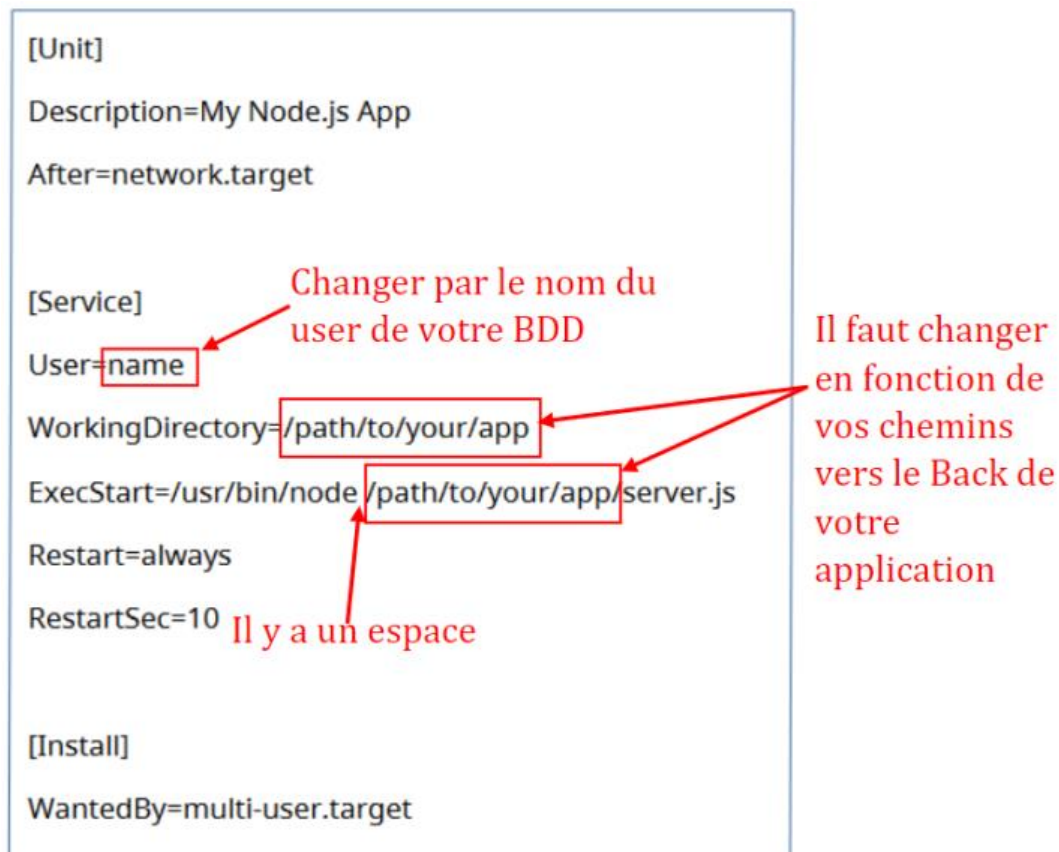 [Unit]
Description=My Node.js App
After=network.target
[Service]
Changer par le nom du
user de votre BDD
User=name
WorkingDirectory=/path/to/your/app
ExecStart=/usr/bin/node /path/to/your/app/server.js
Restart=always
RestartSec=10
Il y a un espace
[Install]
WantedBy=multi-user.target
Il faut changer
en fonction de
vos chemins
vers le Back de
votre
application